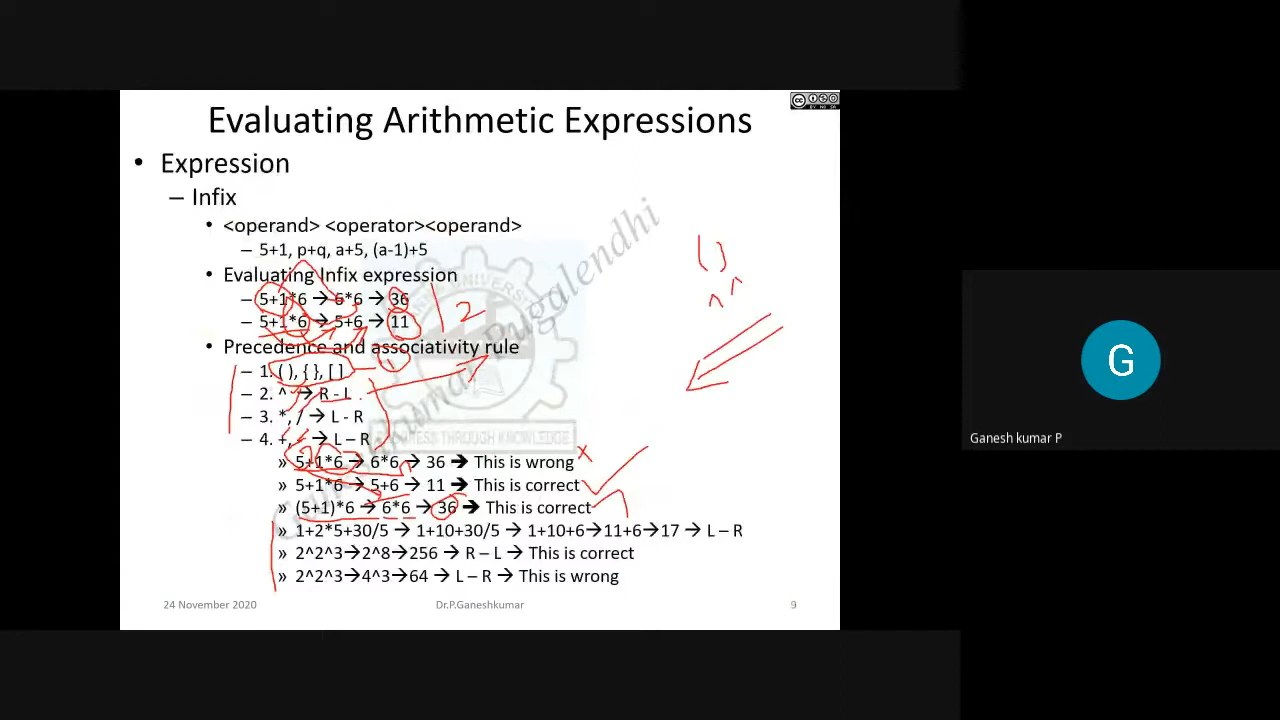 Evaluating Arithmetic Expressions
• Expression
– Infix
• <operand> <operator><operand>
– 5+1, p+q, a+5, (a-1)+5
• Evaluating Infix expression
– 5+1*6 → 6*6 → 36
– 5+1*6 → 5+6 → 11
2
• Precedence and associativity rule
1
– 1. ( ), { }, [ ]
– 2. ^ → R - L
– 3. *, / → L - R
– 4. +, - → L – R
» 5+1*6 → 6*6 → 36 ➔ This is wrong
» 5+1*6 → 5+6 → 11 ➔ This is correct
» (5+1)*6 → 6*6 → 36 ➔ This is correct
» 1+2*5+30/5 → 1+10+30/5 → 1+10+6→11+6→17 → L – R
» 2^2^3→2^8→256 → R – L → This is correct
» 2^2^3→4^3→64 → L – R → This is wrong
( )
^ ^
24 November 2020
Dr.P.Ganeshkumar
9
THROUGH KNOWLEDGE
Pugalendhi
G
Ganesh kumar P